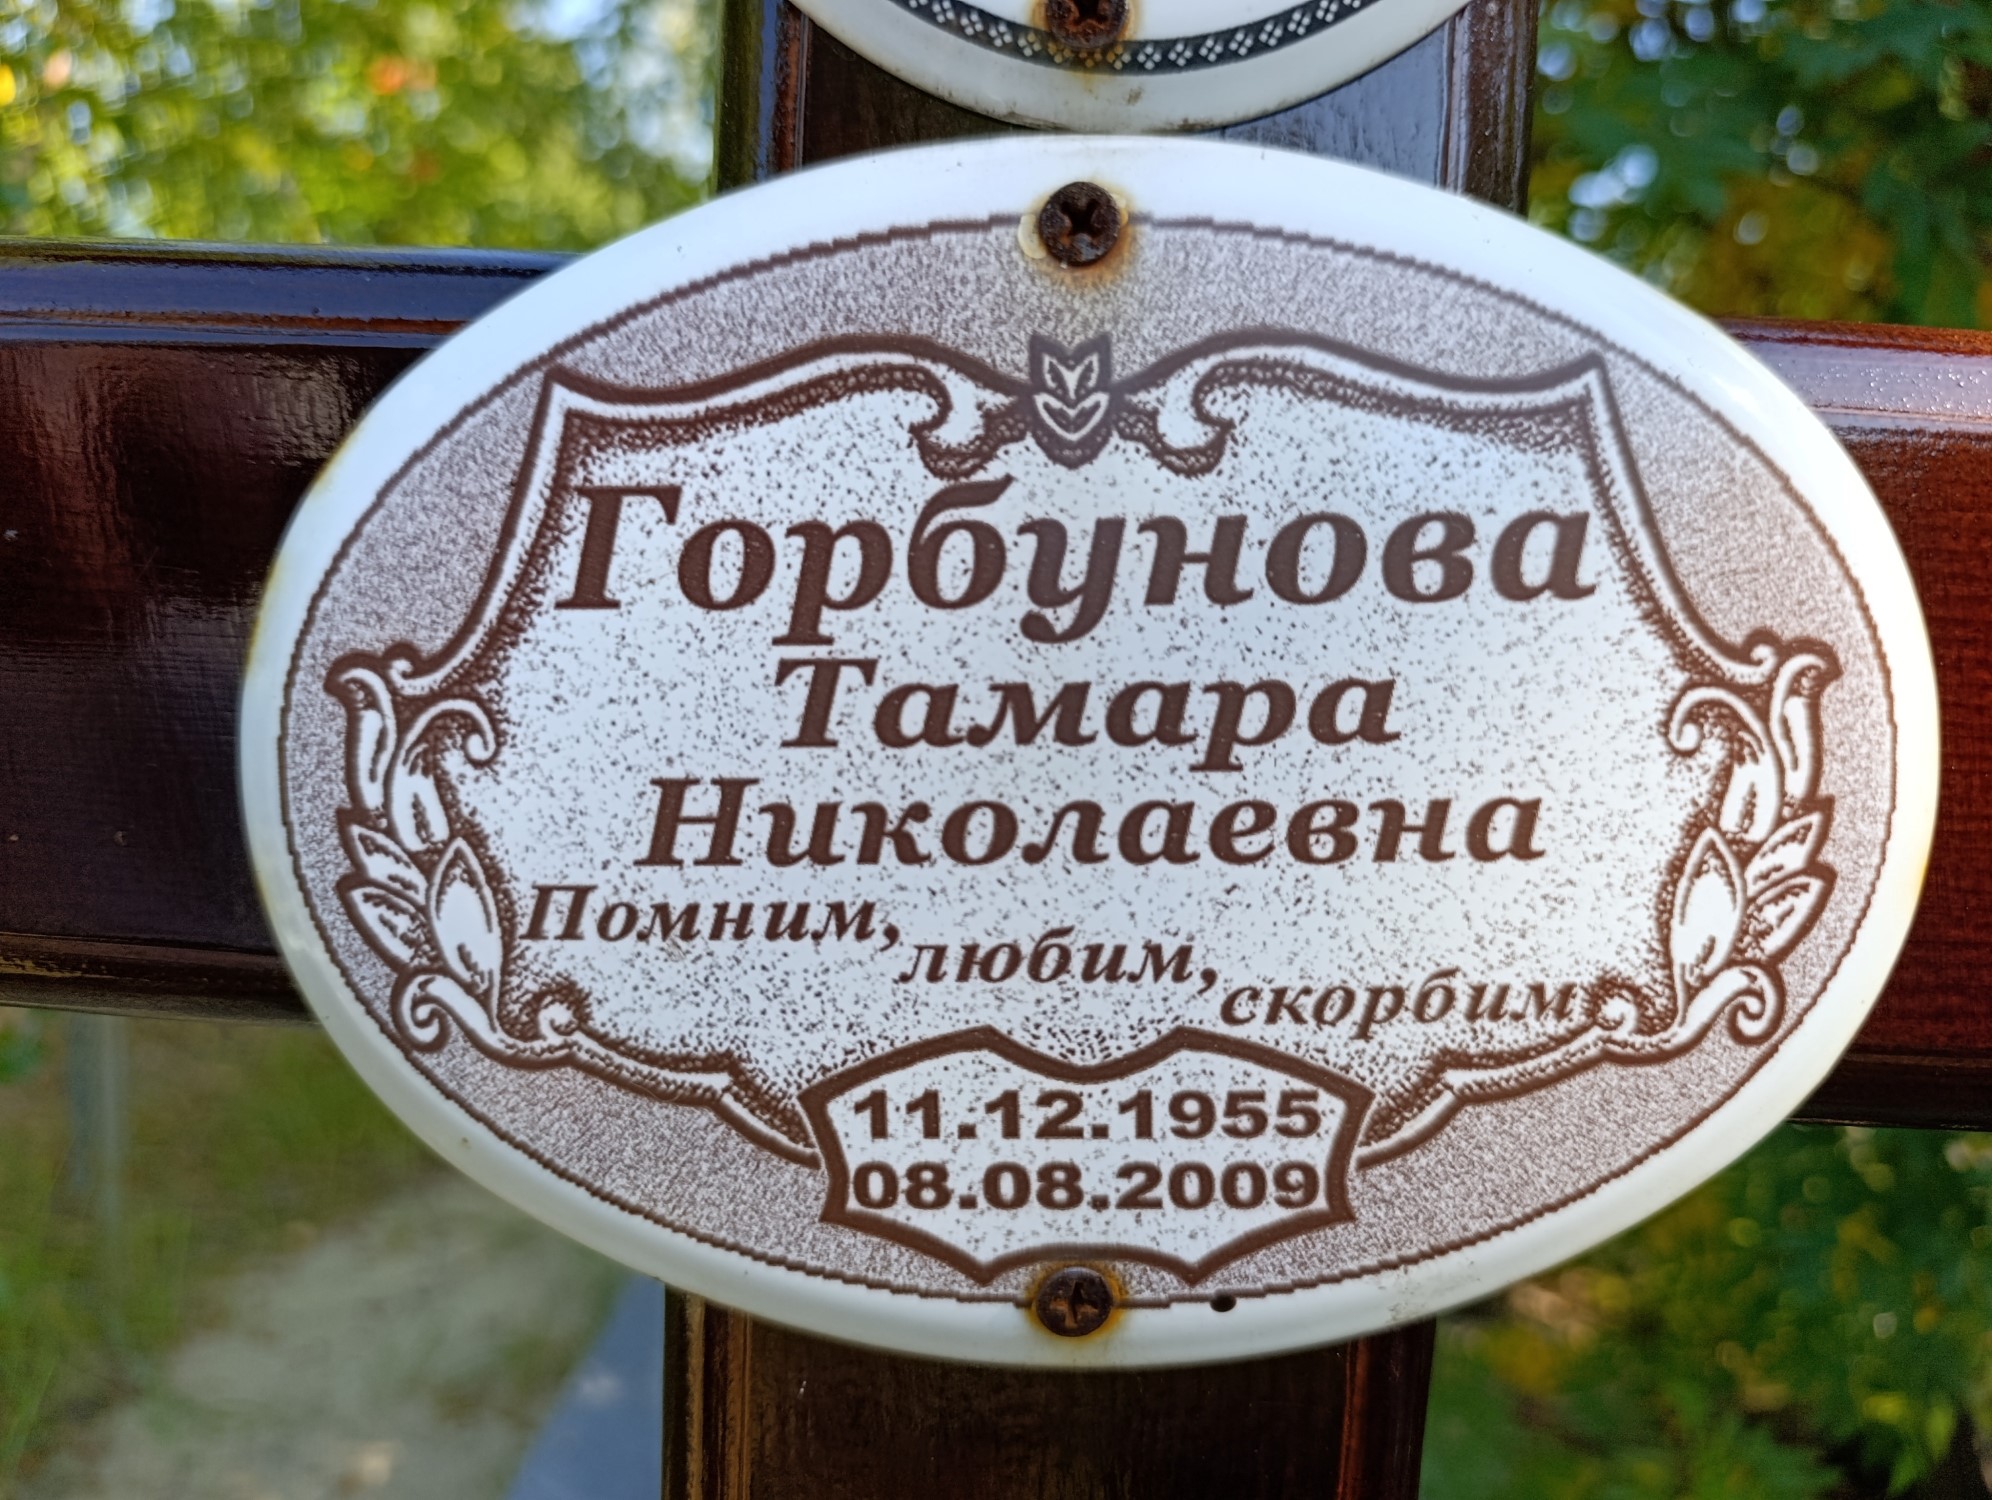 Горбунова
Тамара
Николаевна
Помним, любим, скорбим
11.12.1955
08.08.2009